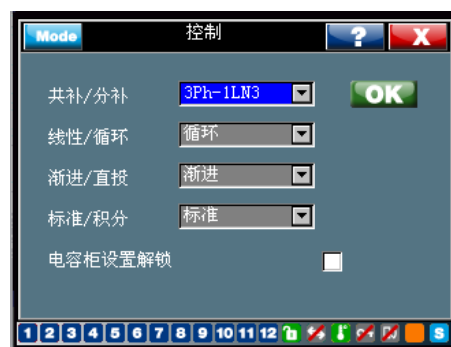 Mode 控制 ? X
共补/分补 3Ph-1LN3 OK
线性/循环 循环
渐进/直投 渐进
标准/积分 标准
电容柜设置解锁
1 2 3 4 5 6 7 8 9 10 11 12 S